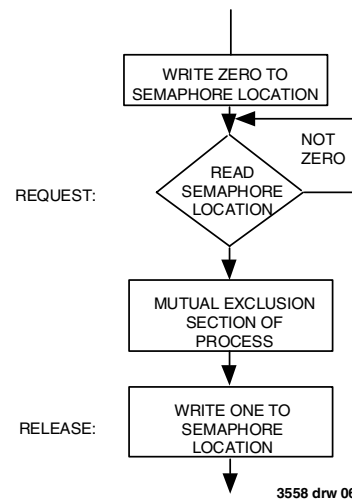 WRITE ZERO TO
SEMAPHORE LOCATION
NOT
ZERO
REQUEST:
READ
SEMAPHORE
LOCATION
MUTUAL EXCLUSION
SECTION OF
PROCESS
RELEASE:
WRITE ONE TO
SEMAPHORE
LOCATION
3558 drw 06